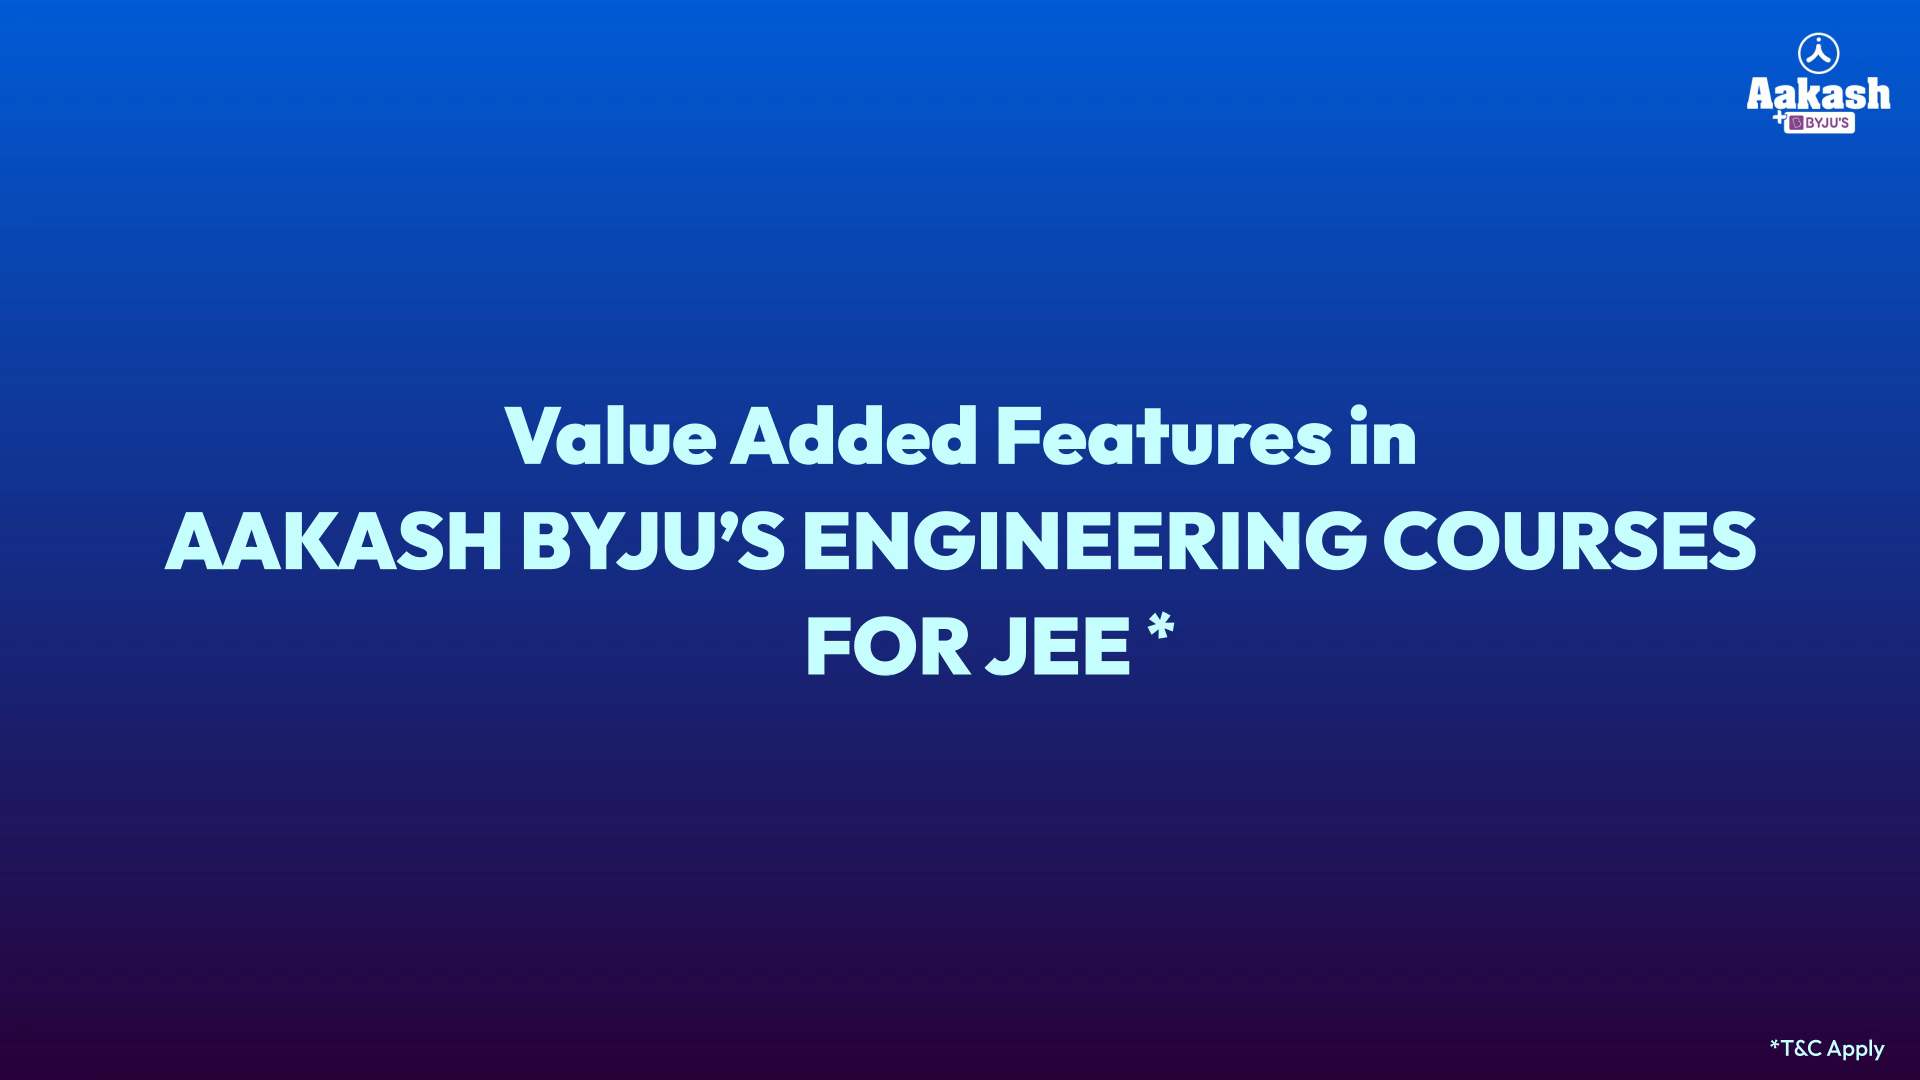 Aakash
+ BYJU'S
Value Added Features in
AAKASH BYJU’S ENGINEERING COURSES
FOR JEE *
*T&C Apply